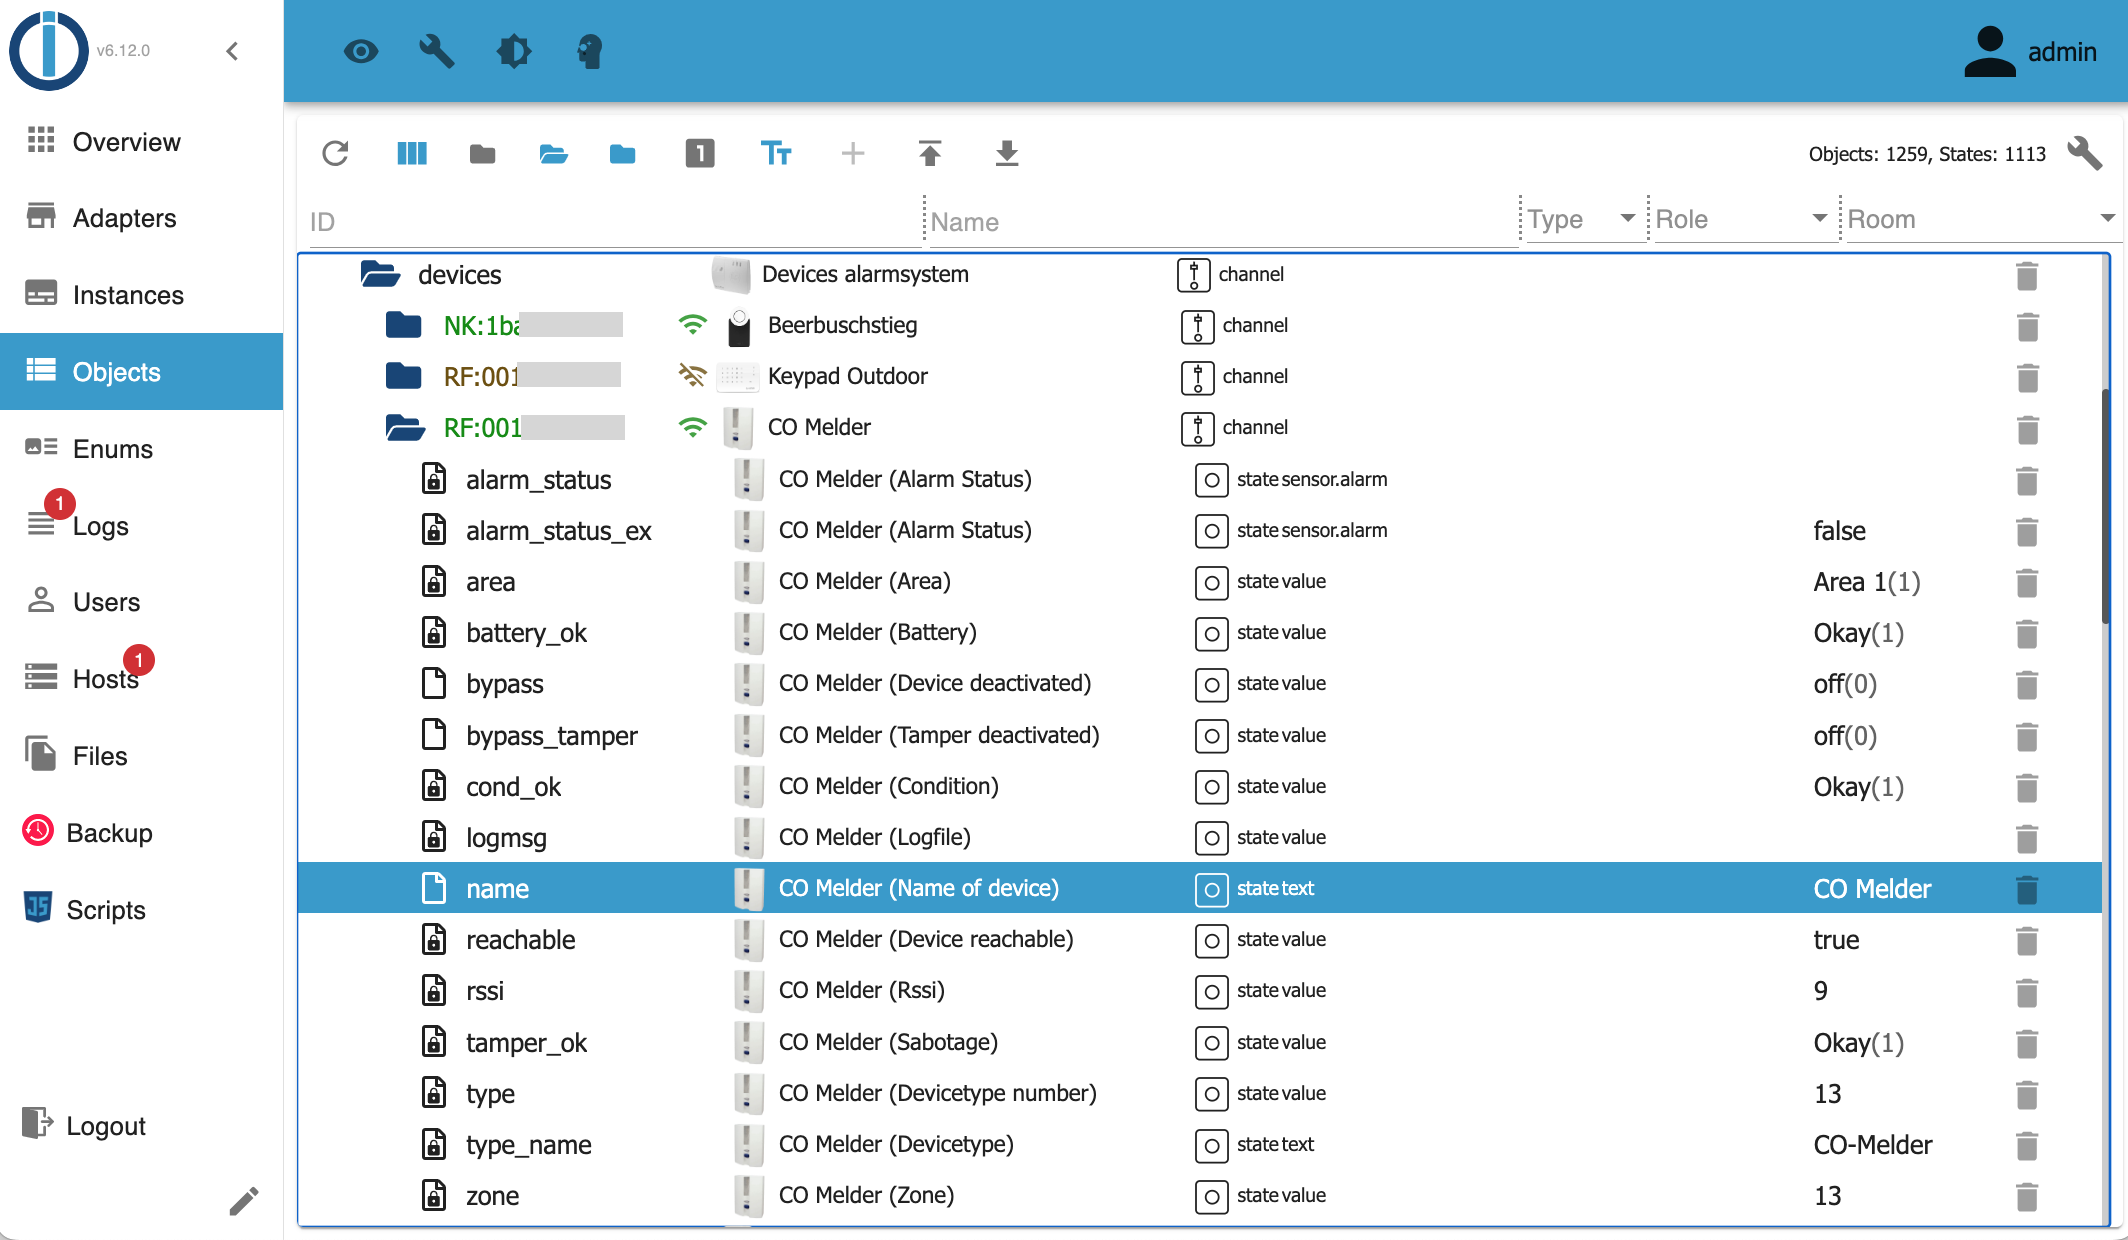 v6.12.0
admin
Overview
Adapters
Instances
Objects
Enums
1
Logs
Users
1
Hosts
Files
Backup
JS
Scripts
Logout
1
Tт
Objects: 1259, States: 1113
ID
Name
Type
Role
Room
devices Devices alarmsystem channel
NK:1ba Beerbuschstieg channel
RF:001 Keypad Outdoor channel
RF:001 CO Melder channel
alarm_status CO Melder (Alarm Status) state sensor.alarm
alarm_status_ex CO Melder (Alarm Status) state sensor.alarm false
area CO Melder (Area) state value Area 1(1)
battery_ok CO Melder (Battery) state value Okay(1)
bypass CO Melder (Device deactivated) state value off(0)
bypass_tamper CO Melder (Tamper deactivated) state value off(0)
cond_ok CO Melder (Condition) state value Okay(1)
logmsg CO Melder (Logfile) state value
name CO Melder (Name of device) state text CO Melder
reachable CO Melder (Device reachable) state value true
rssi CO Melder (Rssi) state value 9
tamper_ok CO Melder (Sabotage) state value Okay(1)
type CO Melder (Devicetype number) state value 13
type_name CO Melder (Devicetype) state text CO-Melder
zone CO Melder (Zone) state value 13